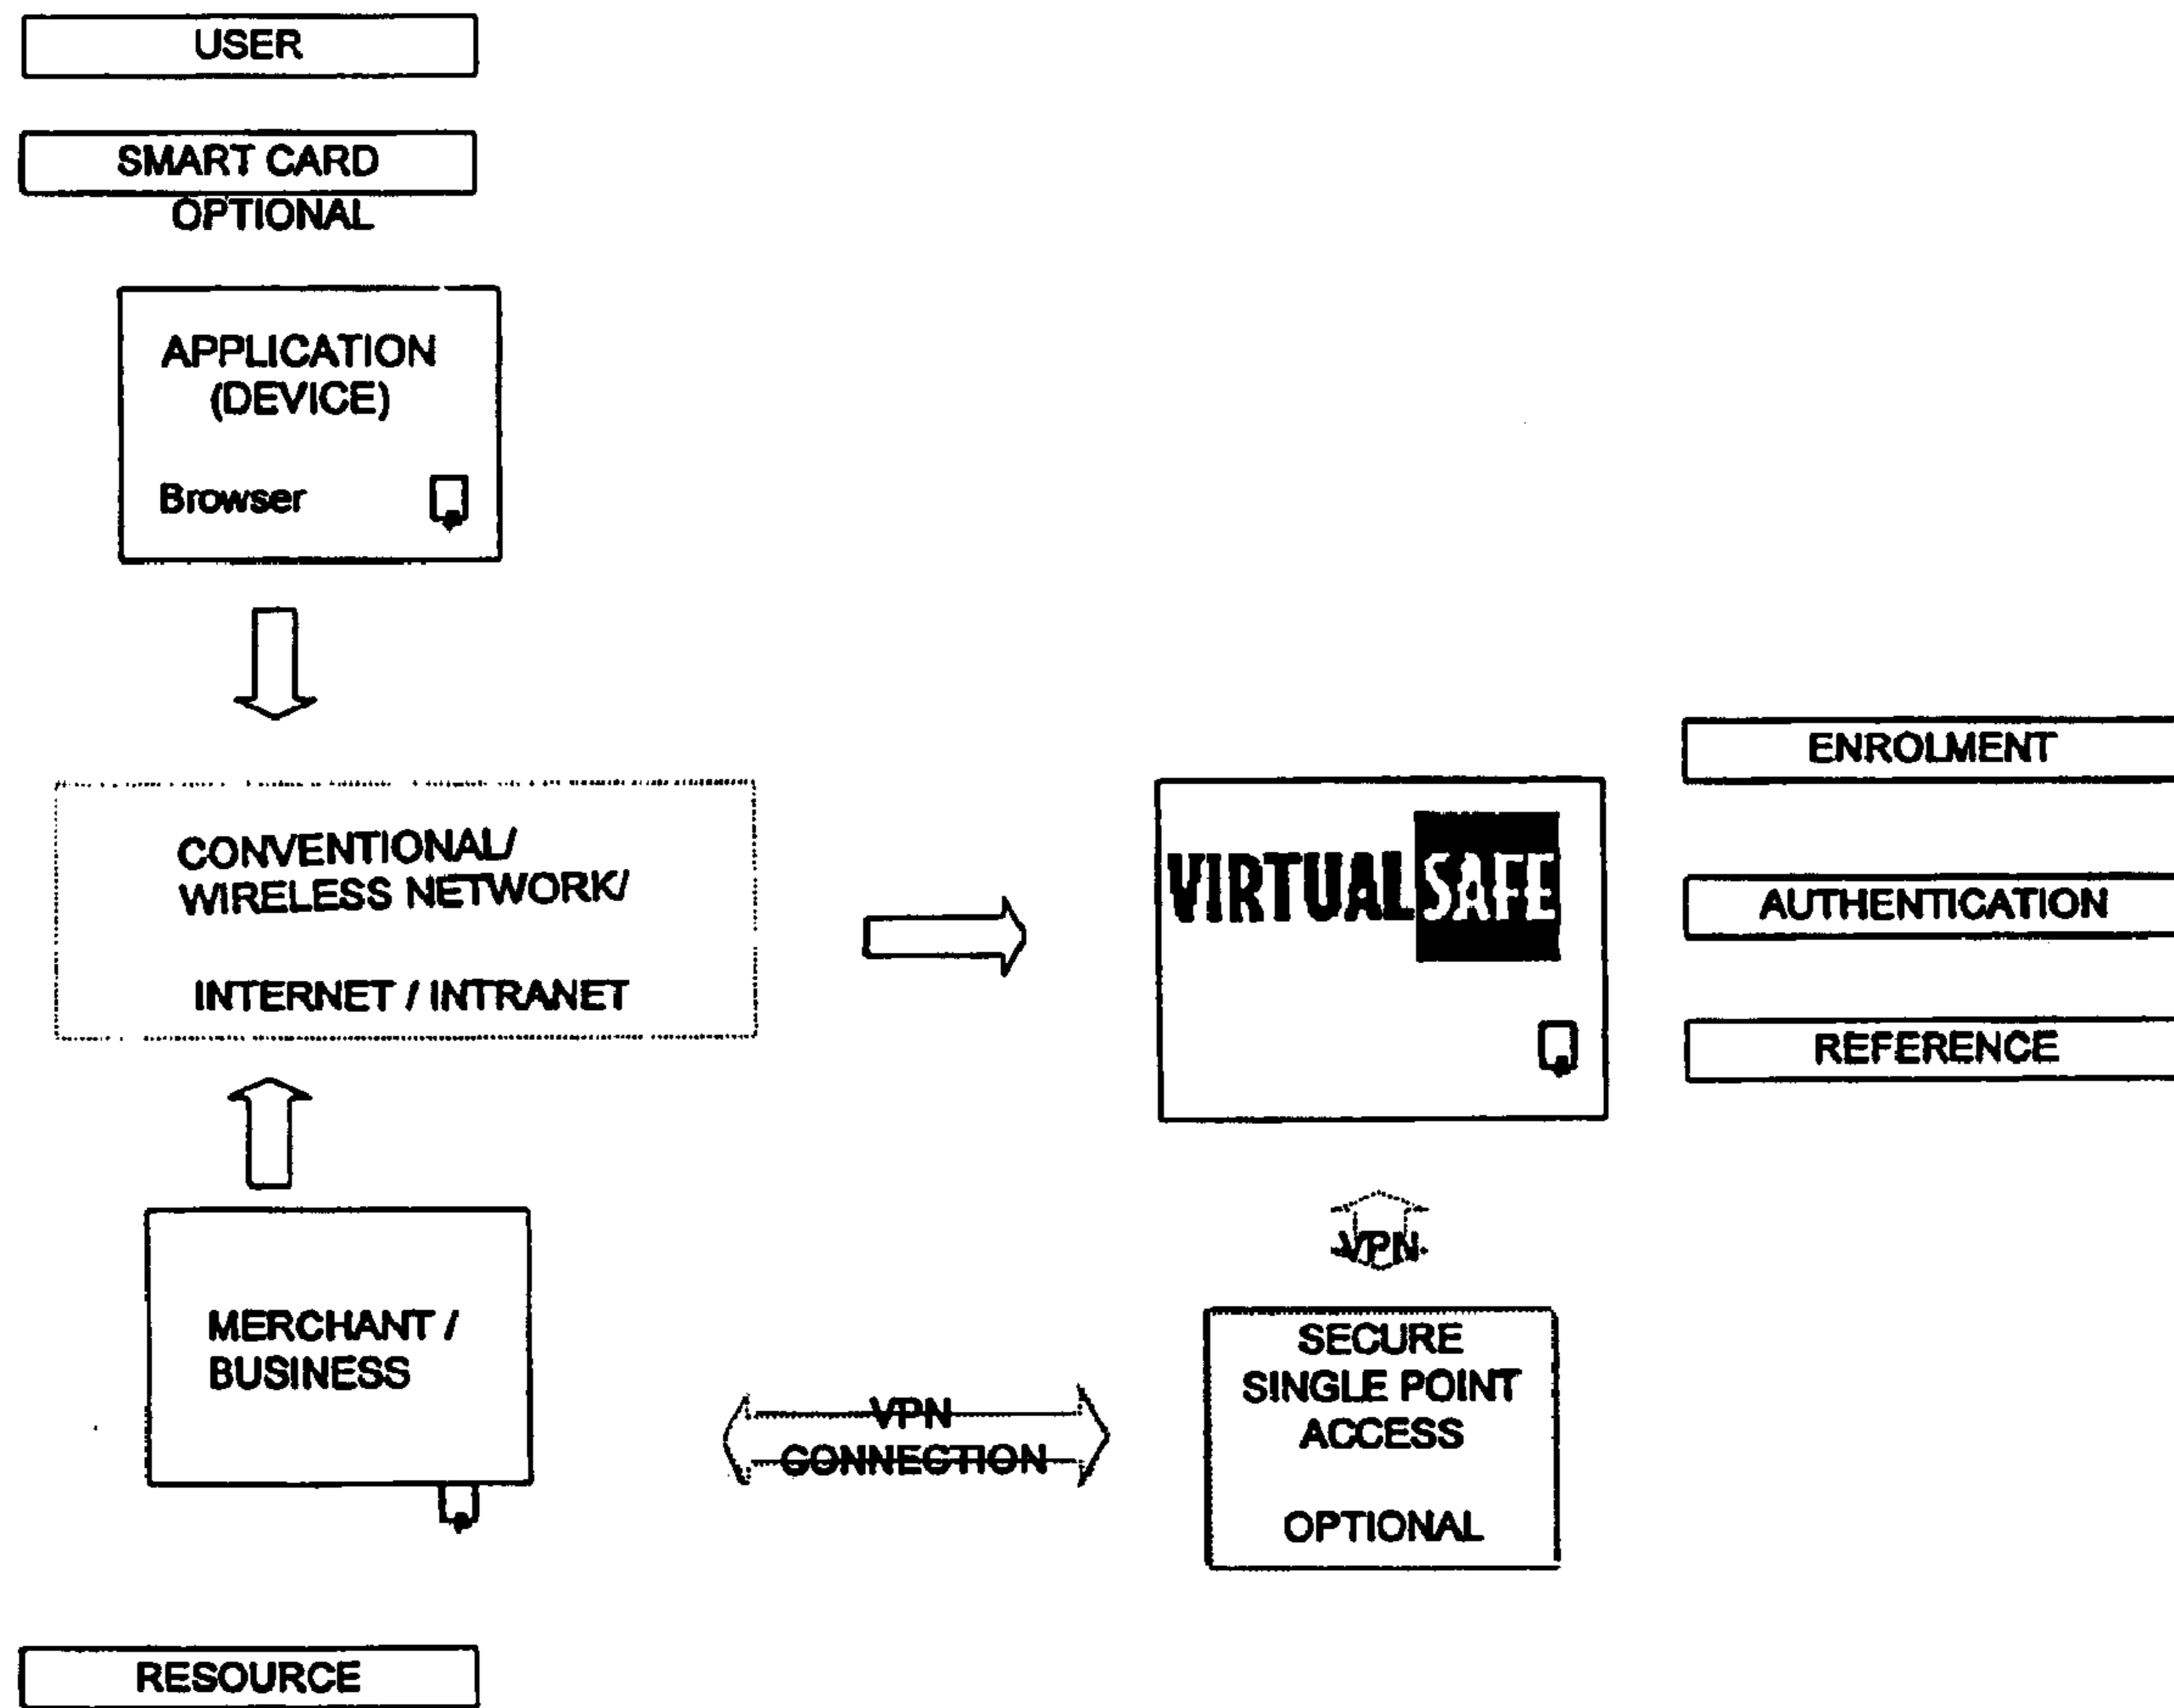 USER
SMART CARD
OPTIONAL
APPLICATION
(DEVICE)
Browser
CONVENTIONAL/
WIRELESS NETWORK/
INTERNET / INTRANET
VIRTUALSAFE
ENROLMENT
AUTHENTICATION
REFERENCE
MERCHANT /
BUSINESS
VPN
CONNECTION
VPN
SECURE
SINGLE POINT
ACCESS
OPTIONAL
RESOURCE